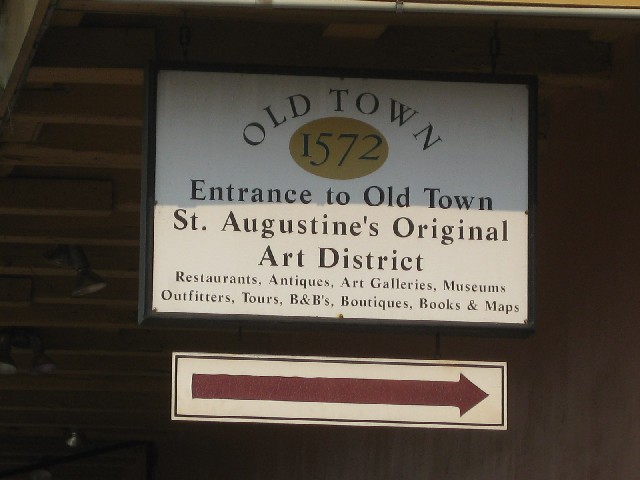 OLD TOWN
1572
Entrance to Old Town
St. Augustine's Original
Art District
Restaurants, Antiques, Art Galleries, Museums
Outfitters, Tours, B&B's, Boutiques, Books & Maps